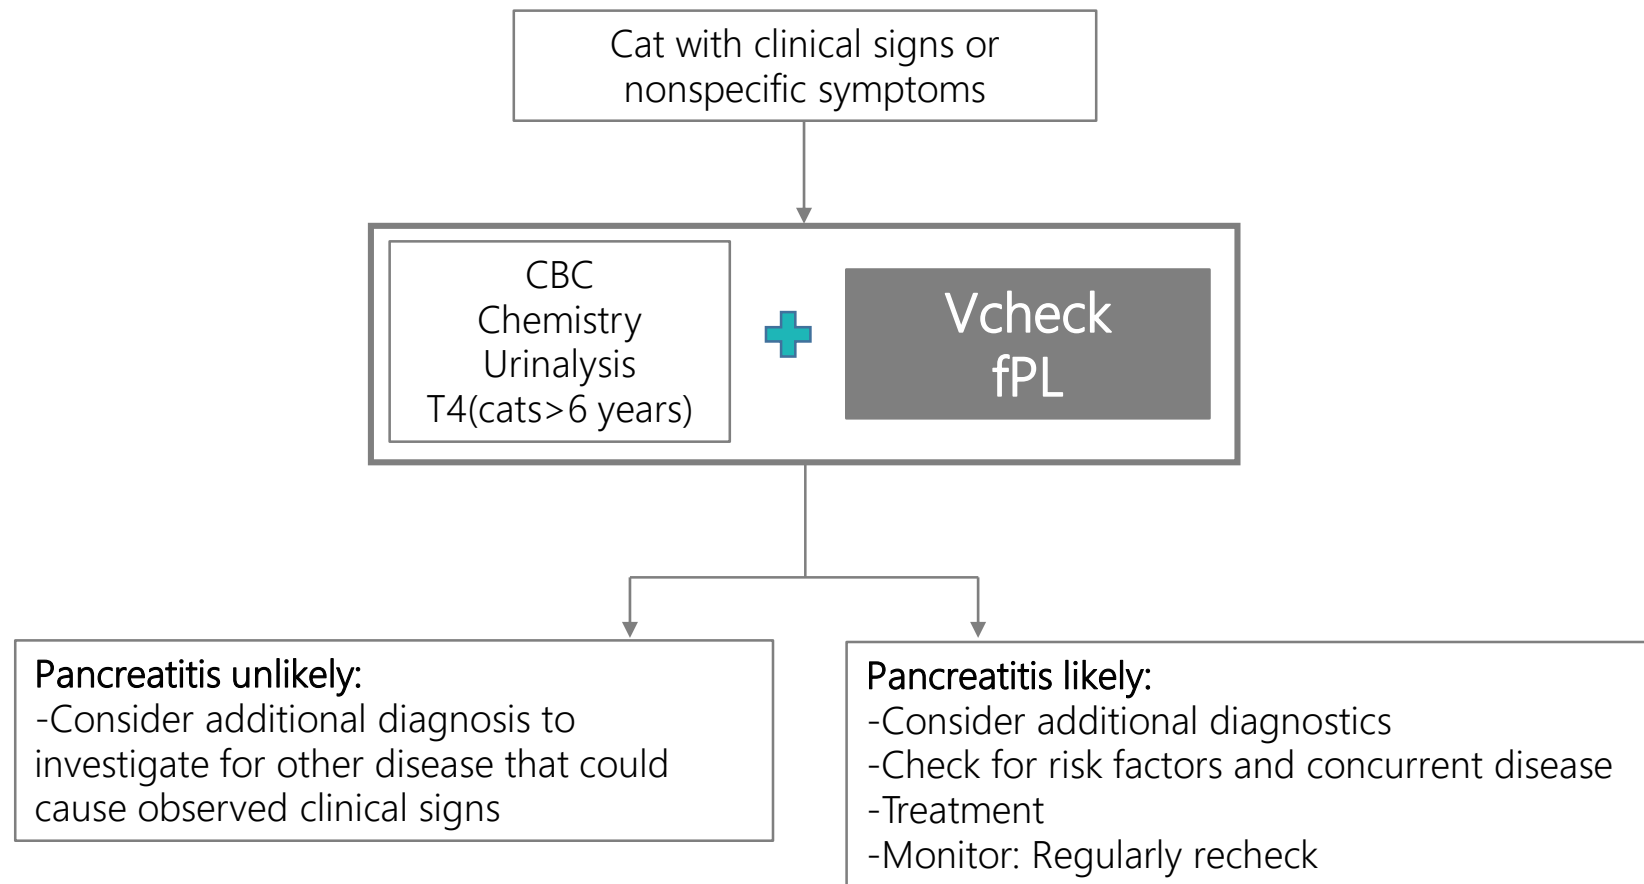 Cat with clinical signs or
nonspecific symptoms
CBC
Chemistry
Urinalysis
T4(cats>6 years)
Vcheck
fPL
Pancreatitis unlikely:
-Consider additional diagnosis to
investigate for other disease that could
cause observed clinical signs
Pancreatitis likely:
-Consider additional diagnostics
-Check for risk factors and concurrent disease
-Treatment
-Monitor: Regularly recheck